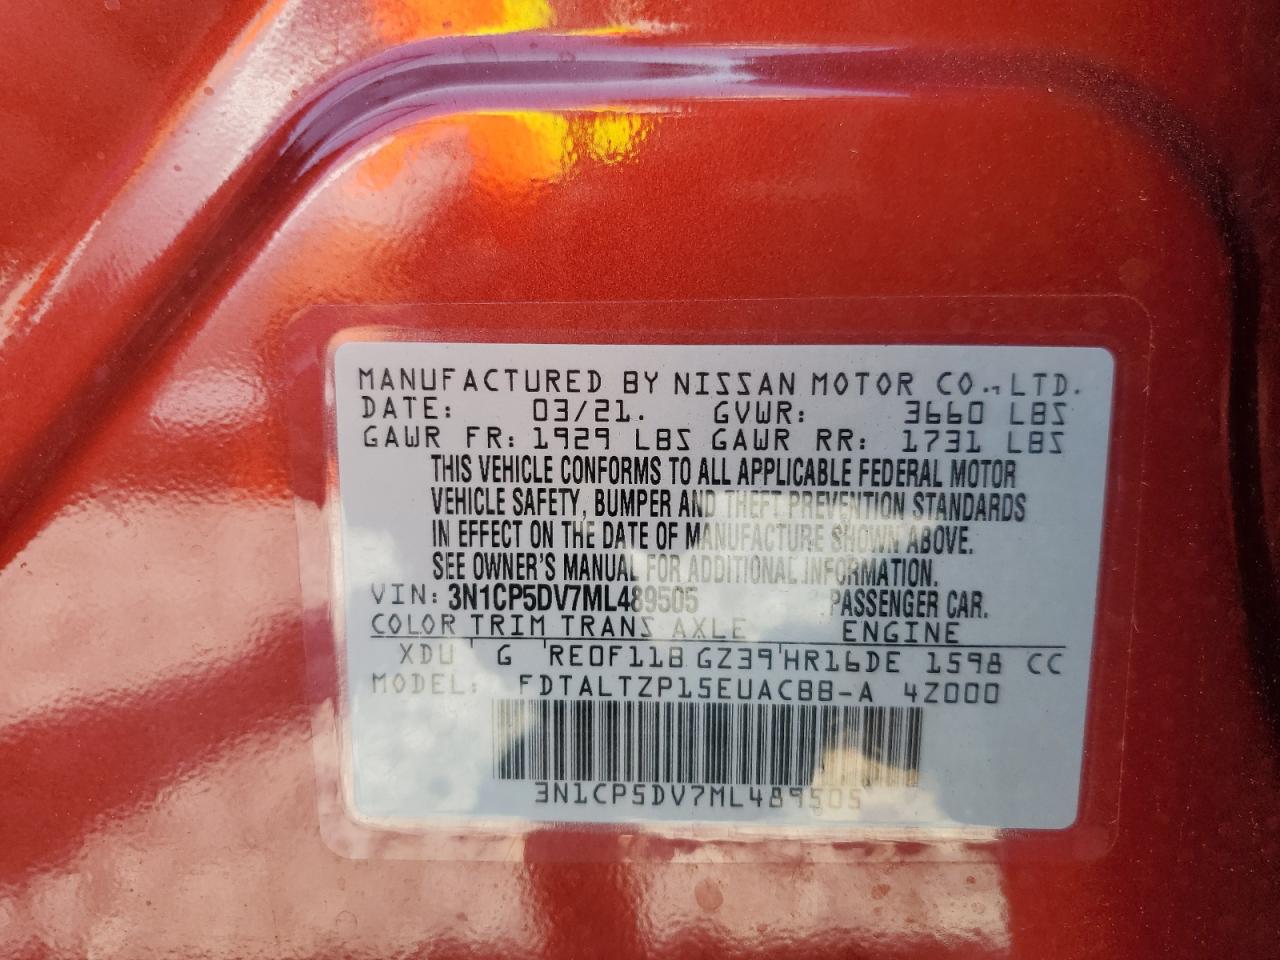 MANUFACTURED BY NISSAN MOTOR CO., LTD.
DATE: 03/21. GVWR: 3660 LBS
GAWR FR: 1929 LBS GAWR RR: 1731 LBS
THIS VEHICLE CONFORMS TO ALL APPLICABLE FEDERAL MOTOR
VEHICLE SAFETY, BUMPER AND THEFT PREVENTION STANDARDS
IN EFFECT ON THE DATE OF MANUFACTURE SHOWN ABOVE.
SEE OWNER'S MANUAL FOR ADDITIONAL INFORMATION.
VIN: 3N1CP5DV7ML489505 PASSENGER CAR.
COLOR TRIM TRANS AXLE ENGINE
XDU G RE0F11B GZ39 HR16DE 1598 CC
MODEL: FDTALTZP15EUACBB-A 4Z000
3N1CP5DV7ML489505